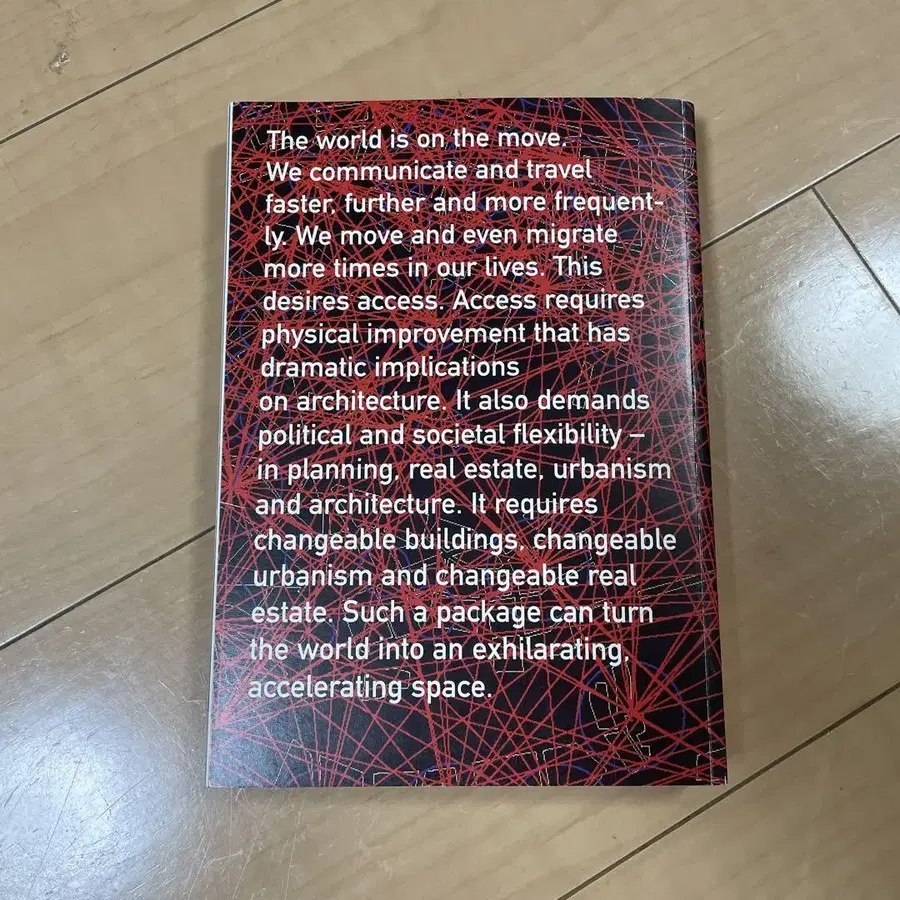 The world is on the move.
We communicate and travel
faster, further and more frequent-
ly. We move and even migrate
more times in our lives. This
desires access. Access requires
physical improvement that has
dramatic implications
on architecture. It also demands
political and societal flexibility –
in planning, real estate, urbanism
and architecture. It requires
changeable buildings, changeable
urbanism and changeable real
estate. Such a package can turn
the world into an exhilarating,
accelerating space.